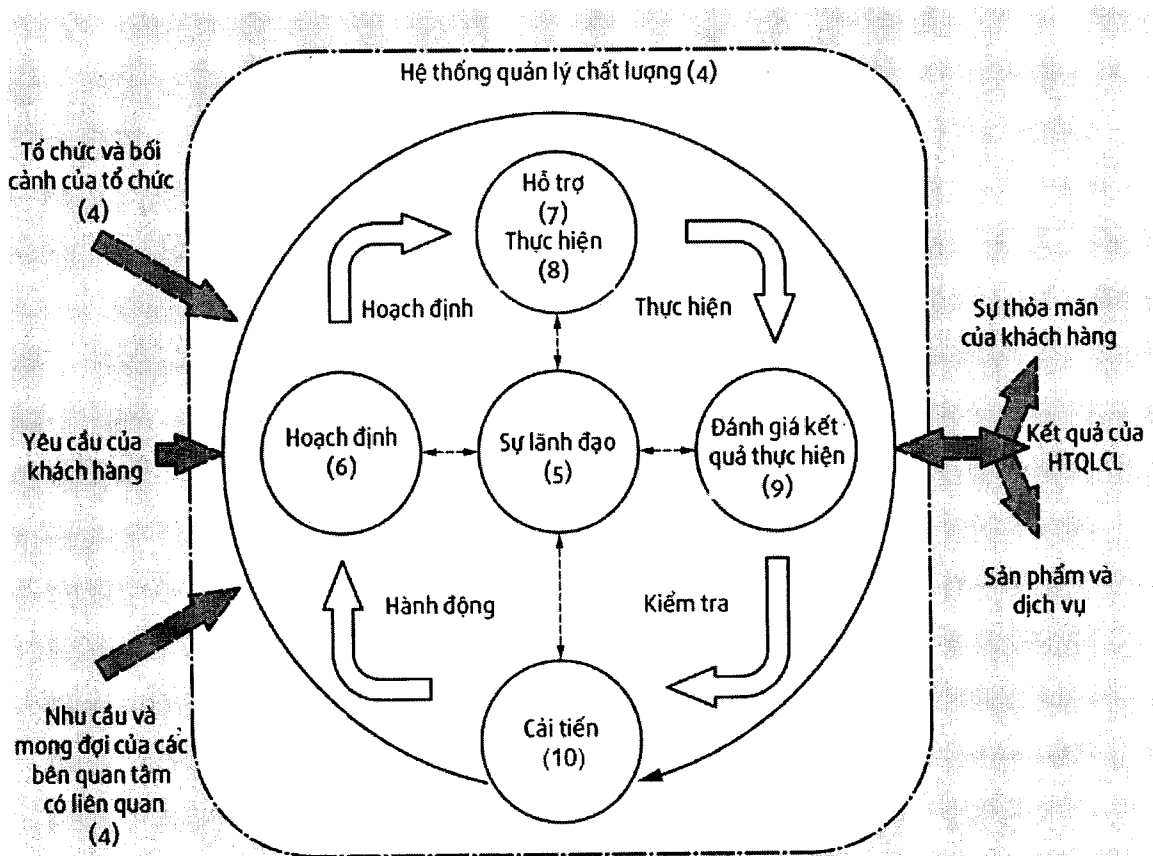 Hệ thống quản lý chất lượng (4)
Tổ chức và bối
cảnh của tổ chức
(4)
Hỗ trợ
(7)
Thực hiện
(8)
Hoạch định
Thực hiện
Sự thỏa mãn
của khách hàng
Yêu cầu của
khách hàng
Hoạch định
(6)
Sự lãnh đạo
(5)
Đánh giá kết
quả thực hiện
(9)
Kết quả của
HTQLCL
Hành động
Kiểm tra
Sản phẩm và
dịch vụ
Nhu cầu và
mong đợi của các
bên quan tâm
có liên quan
(4)
Cải tiến
(10)